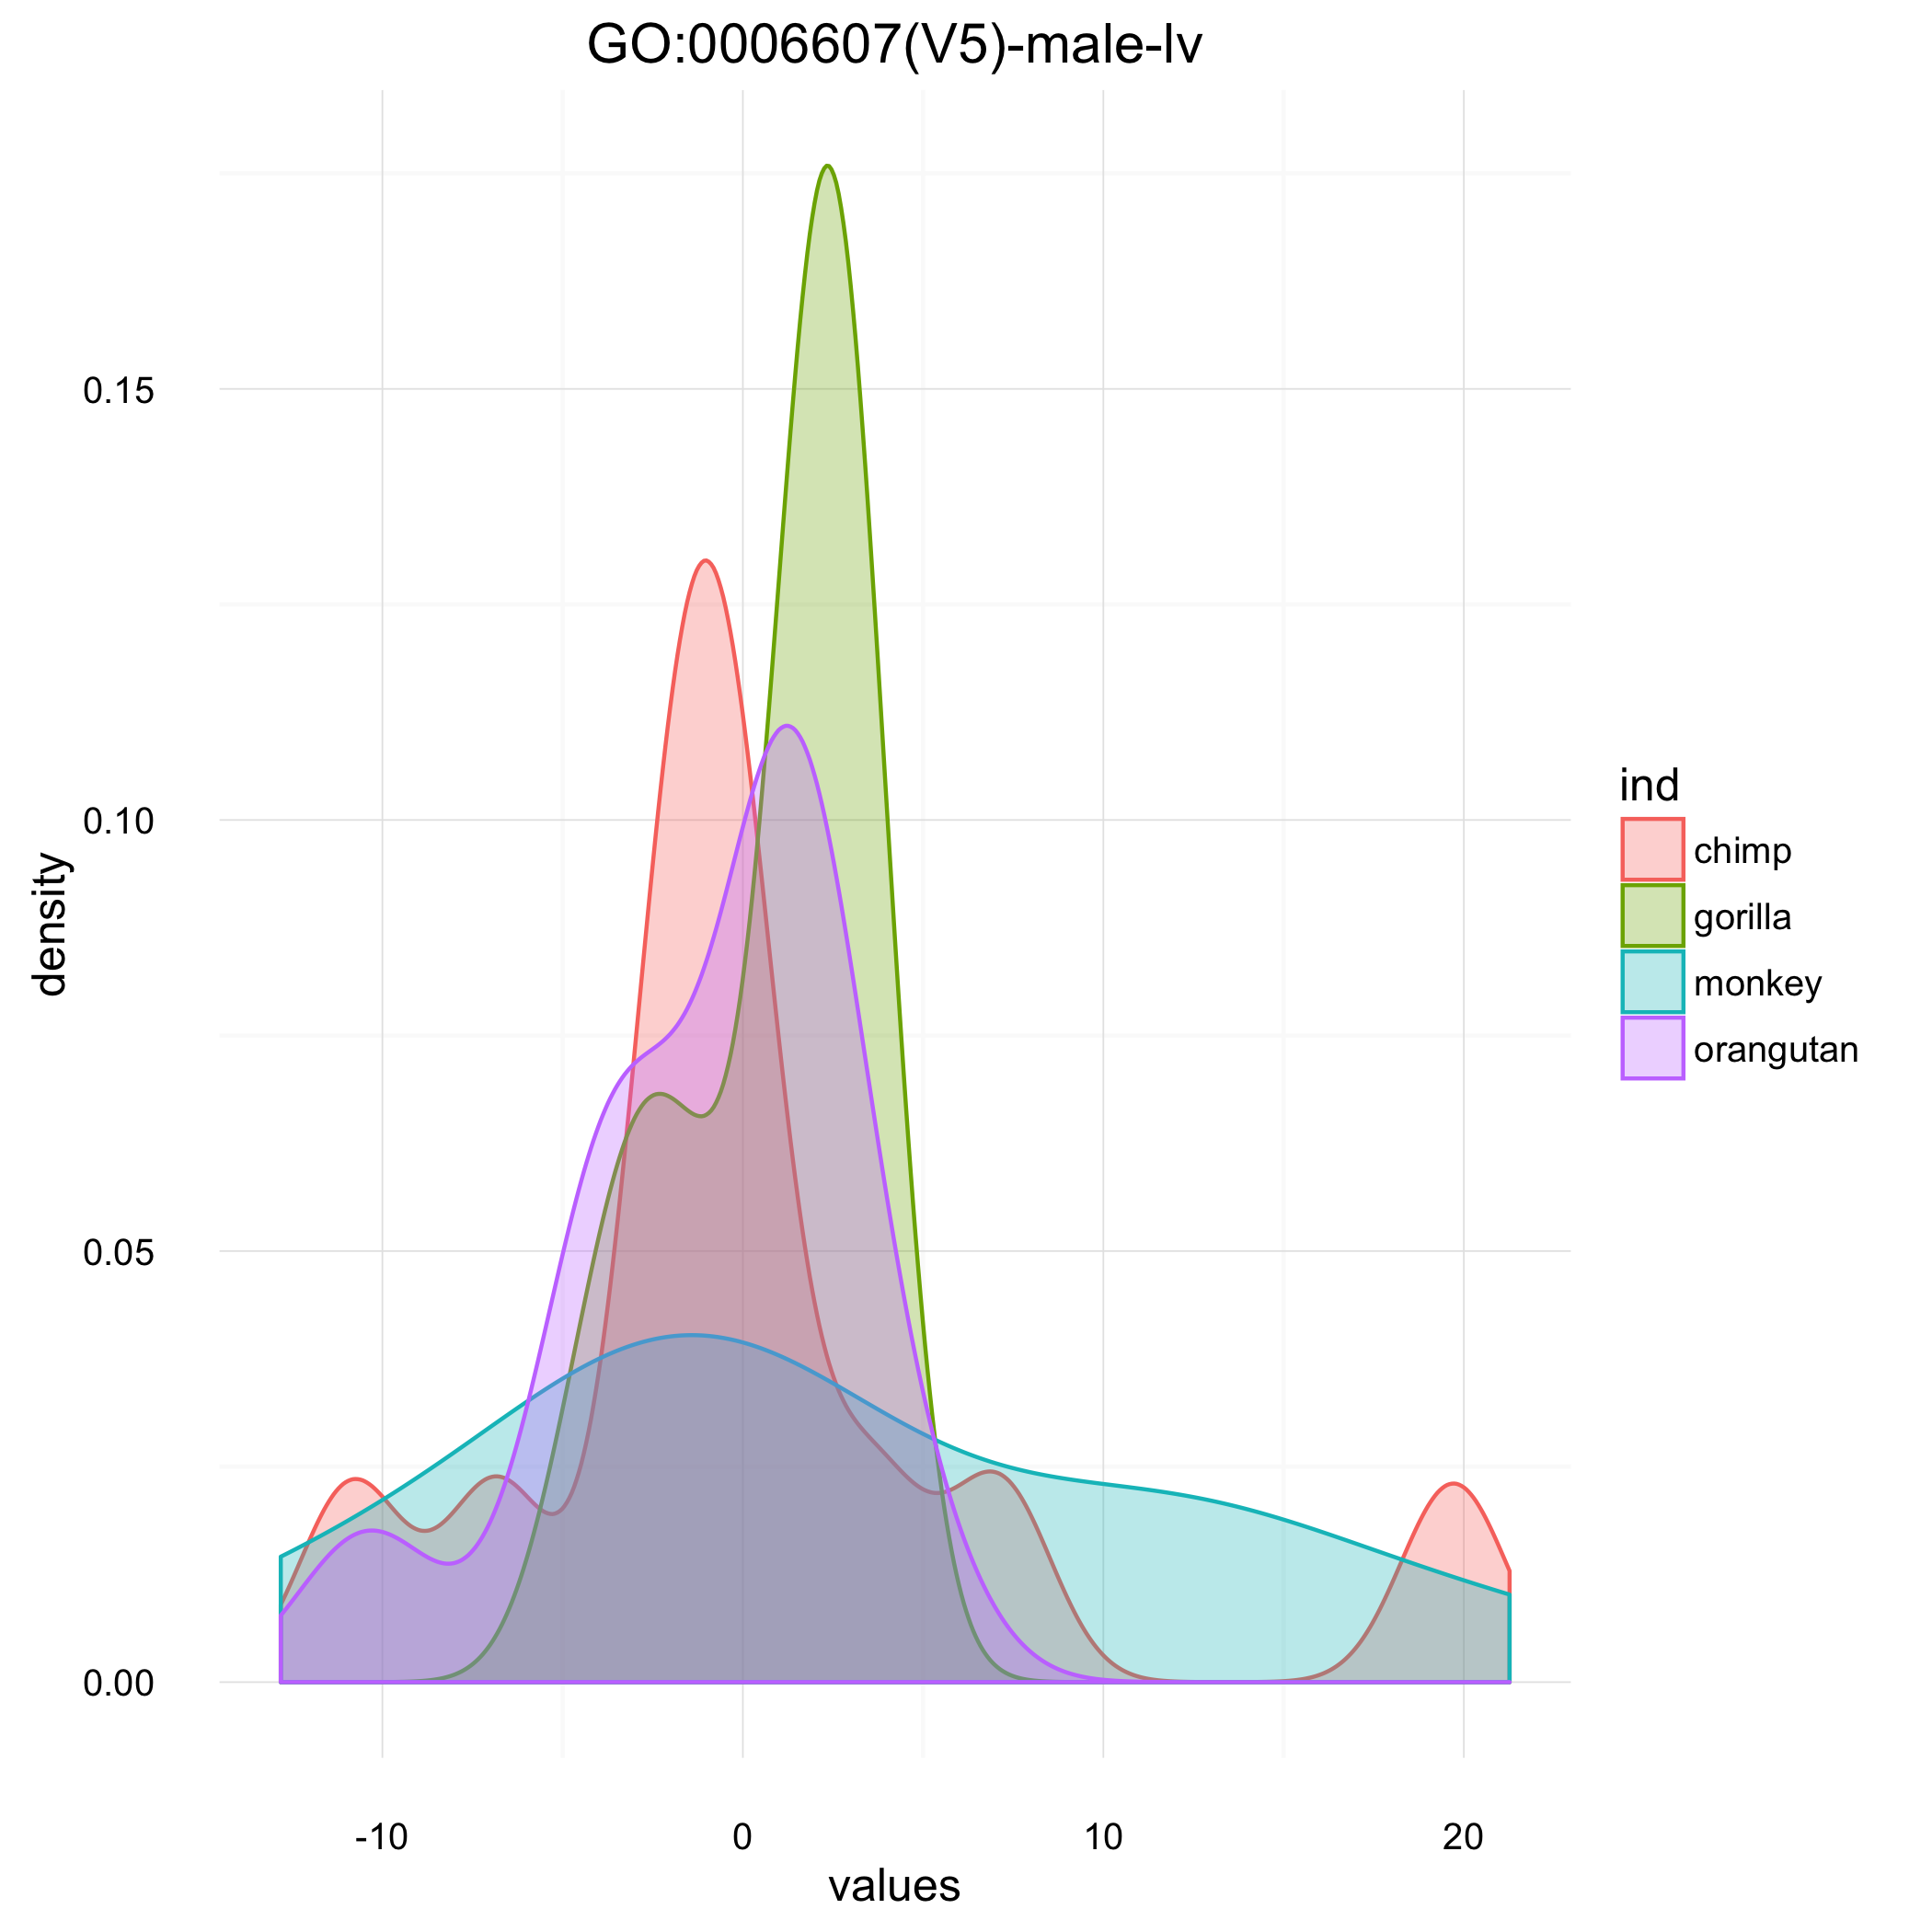 GO:0006607(V5)-male-lv
density
0.15
0.10
0.05
0.00
-10 0 10 20
values
ind
chimp
gorilla
monkey
orangutan